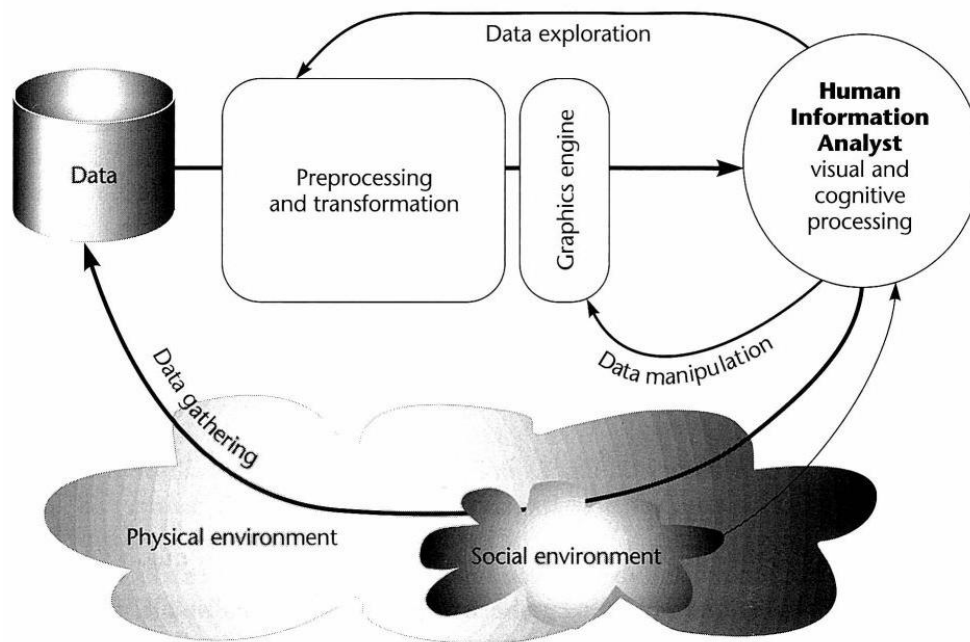 Data exploration
Human
Information
Analyst
visual and
cognitive
processing
Data
Preprocessing
and transformation
Graphics engine
Data manipulation
Data gathering
Physical environment
Social environment